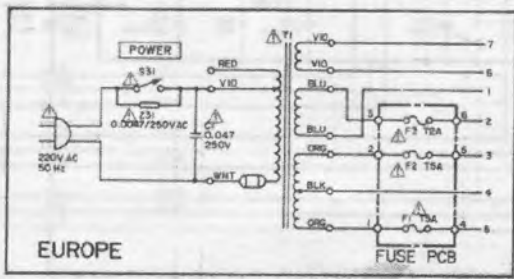 POWER
S31
Z31
0.0047/250VAC
0.047
250V
220V AC
50 Hz
RED
VIO
WHT
T1
VIO
VIO
BLU
BLU
ORG
BLK
ORG
7
6
1
3
F3 T2A
6
2
2
F2 T5A
5
3
4
1
F1 T5A
4
5
EUROPE
FUSE PCB